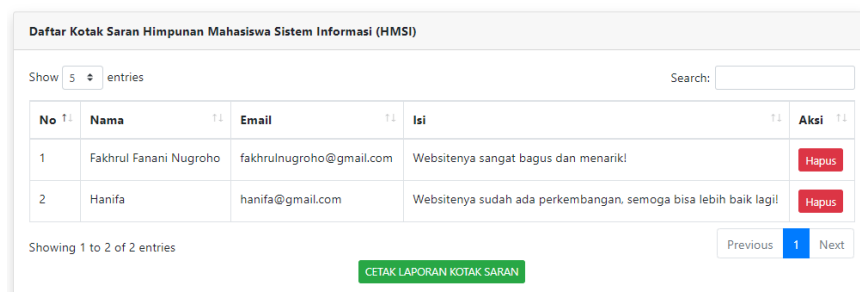 Daftar Kotak Saran Himpunan Mahasiswa Sistem Informasi (HMSI)
Show 5 entries Search:
No Nama Email Isi Aksi
1 Fakhrul Fanani Nugroho fakhrulnugroho@gmail.com Websitenya sangat bagus dan menarik! Hapus
2 Hanifa hanifa@gmail.com Websitenya sudah ada perkembangan, semoga bisa lebih baik lagi! Hapus
Showing 1 to 2 of 2 entries Previous 1 Next
CETAK LAPORAN KOTAK SARAN